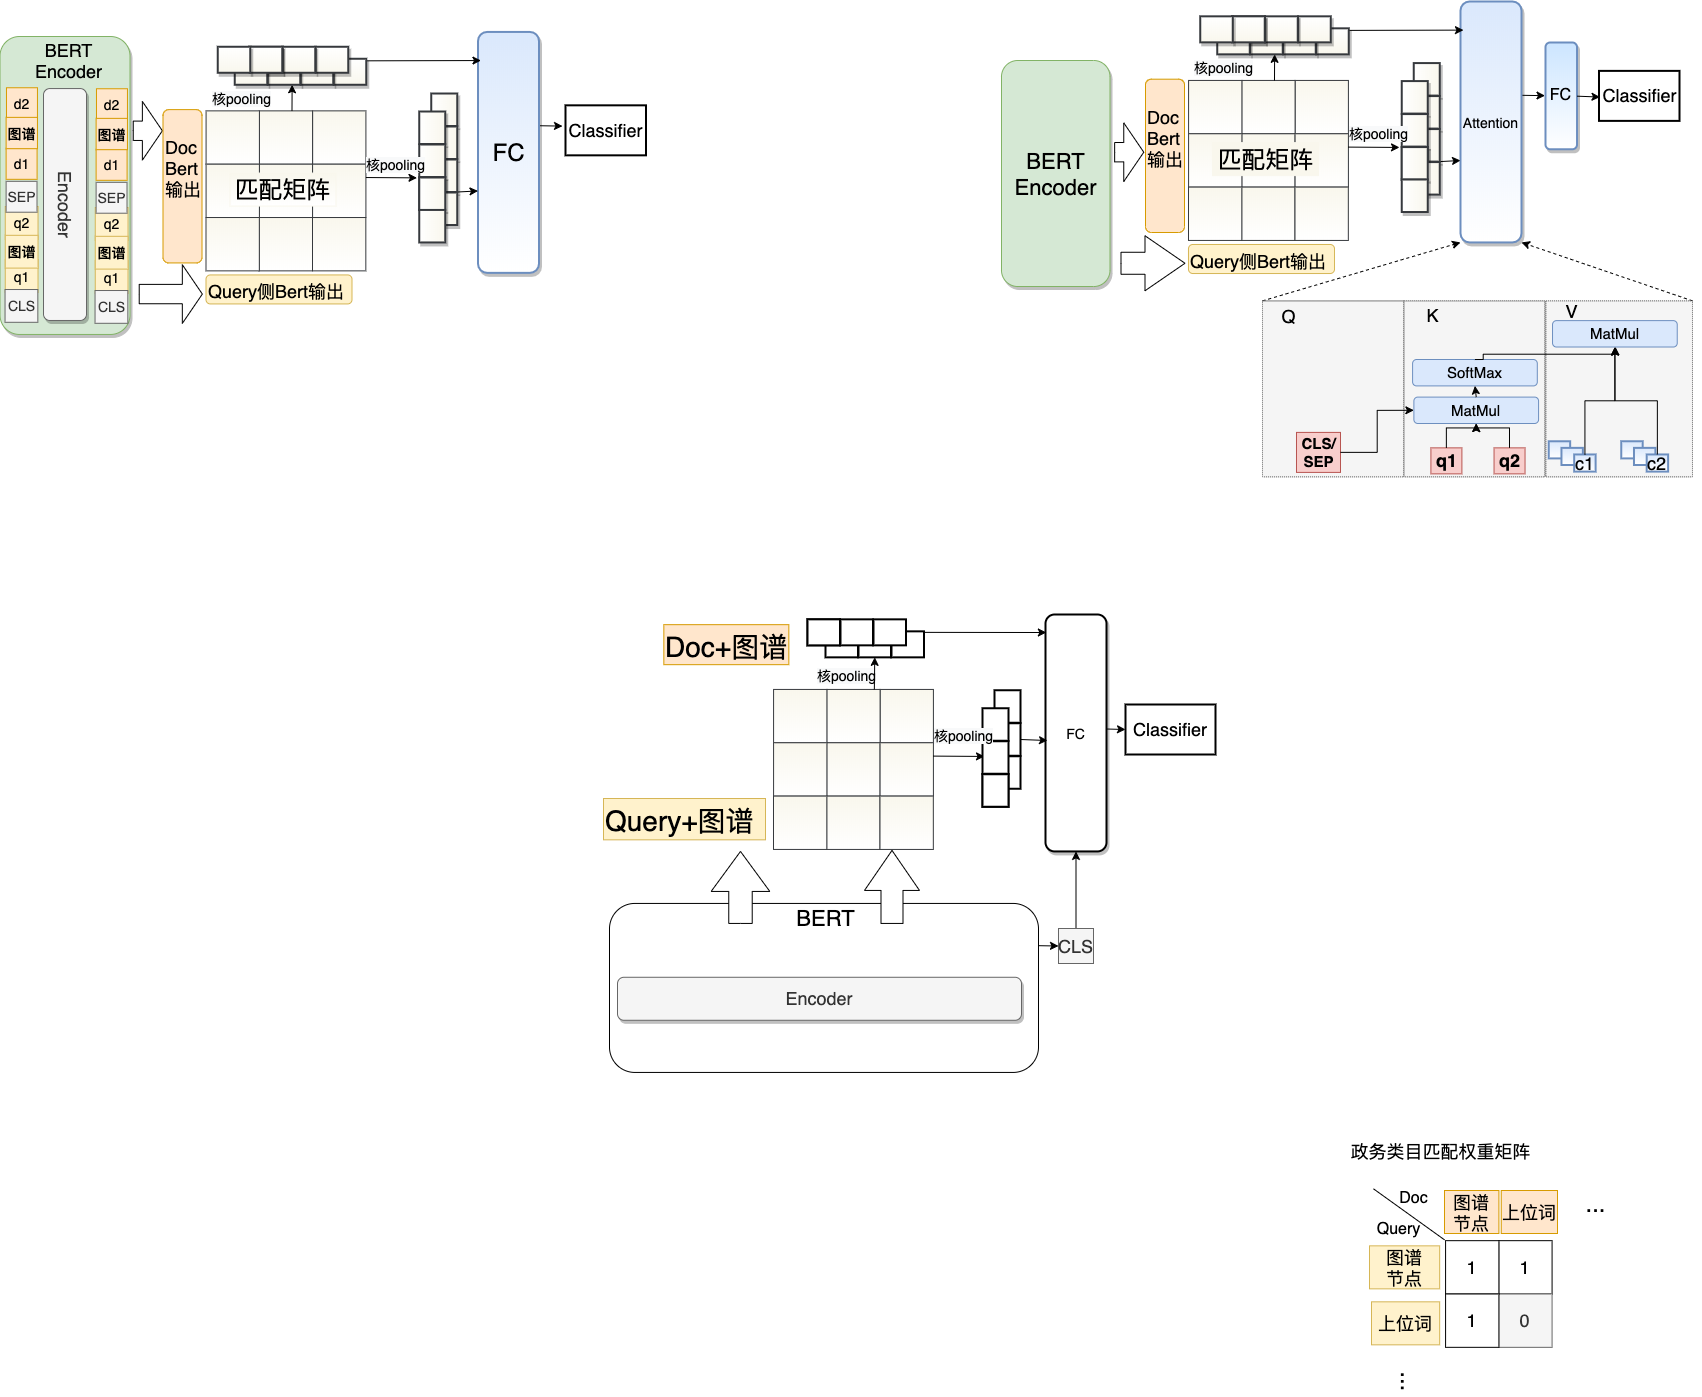 BERT
Encoder
d2
图谱
d1
SEP
q2
图谱
q1
CLS
Encoder
d2
图谱
d1
SEP
q2
图谱
q1
CLS
Doc
Bert
输出
核pooling
匹配矩阵
核pooling
Query侧Bert输出
FC
Classifier
BERT
Encoder
Doc
Bert
输出
核pooling
匹配矩阵
核pooling
Query侧Bert输出
Attention
FC
Classifier
Q
K
V
MatMul
SoftMax
MatMul
CLS/
SEP
q1
q2
c1
c2
Doc+图谱
核pooling
核pooling
Query+图谱
FC
Classifier
BERT
CLS
Encoder
政务类目匹配权重矩阵
Doc
Query
图谱
节点
上位词
...
图谱
节点
1
1
上位词
1
0
...